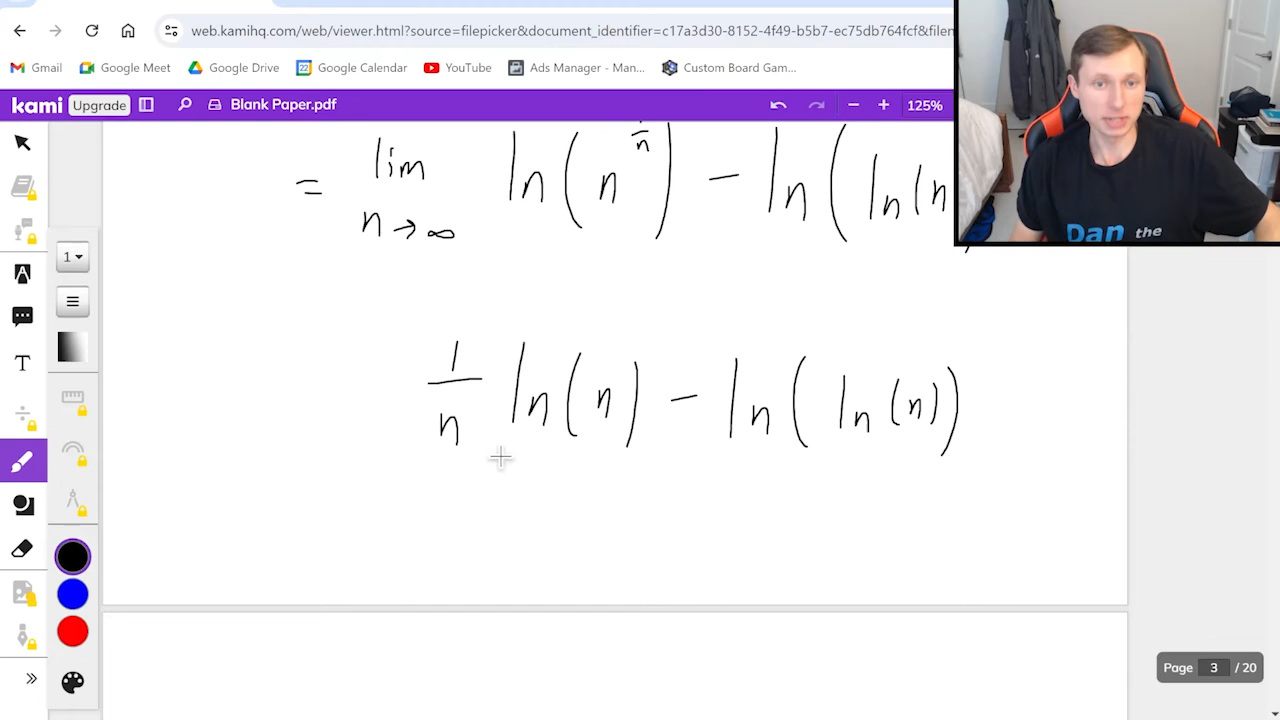 web.kamihq.com/web/viewer.html?source=filepicker&document_identifier=c17a3d30-8152-4f49-b5b7-ec75db764fcf&filen
Gmail Google Meet Google Drive Google Calendar YouTube Ads Manager - Man... Custom Board Gam...
kami Upgrade Blank Paper.pdf 125%
= lim n→∞ ln(n^(1/n)) - ln(ln(n
1/n ln(n) - ln(ln(n))
1
T
Dan the
Page 3 / 20